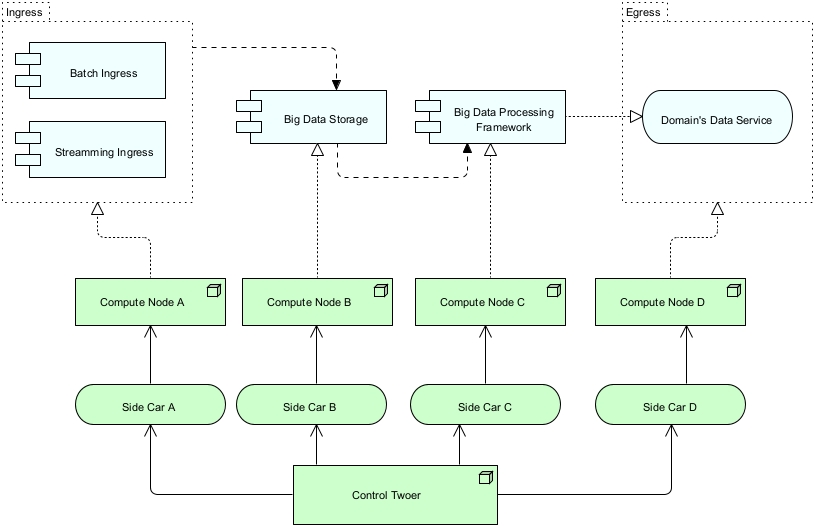 Ingress
Egress
Batch Ingress
Streamming Ingress
Big Data Storage
Big Data Processing
Framework
Domain's Data Service
Compute Node A
Compute Node B
Compute Node C
Compute Node D
Side Car A
Side Car B
Side Car C
Side Car D
Control Twoer